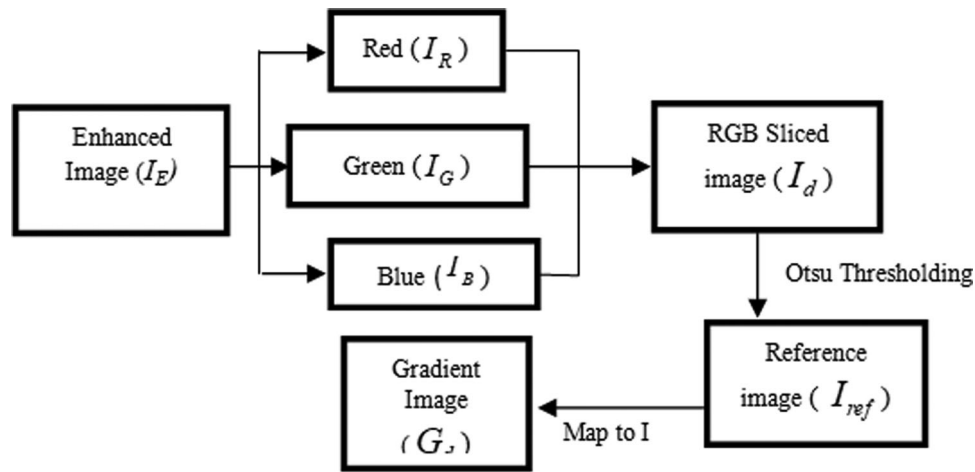 Red (I_R)
Enhanced
Image (I_E)
Green (I_G)
Blue (I_B)
RGB Sliced
image (I_d)
Otsu Thresholding
Reference
image ( I_ref)
Map to I
Gradient
Image